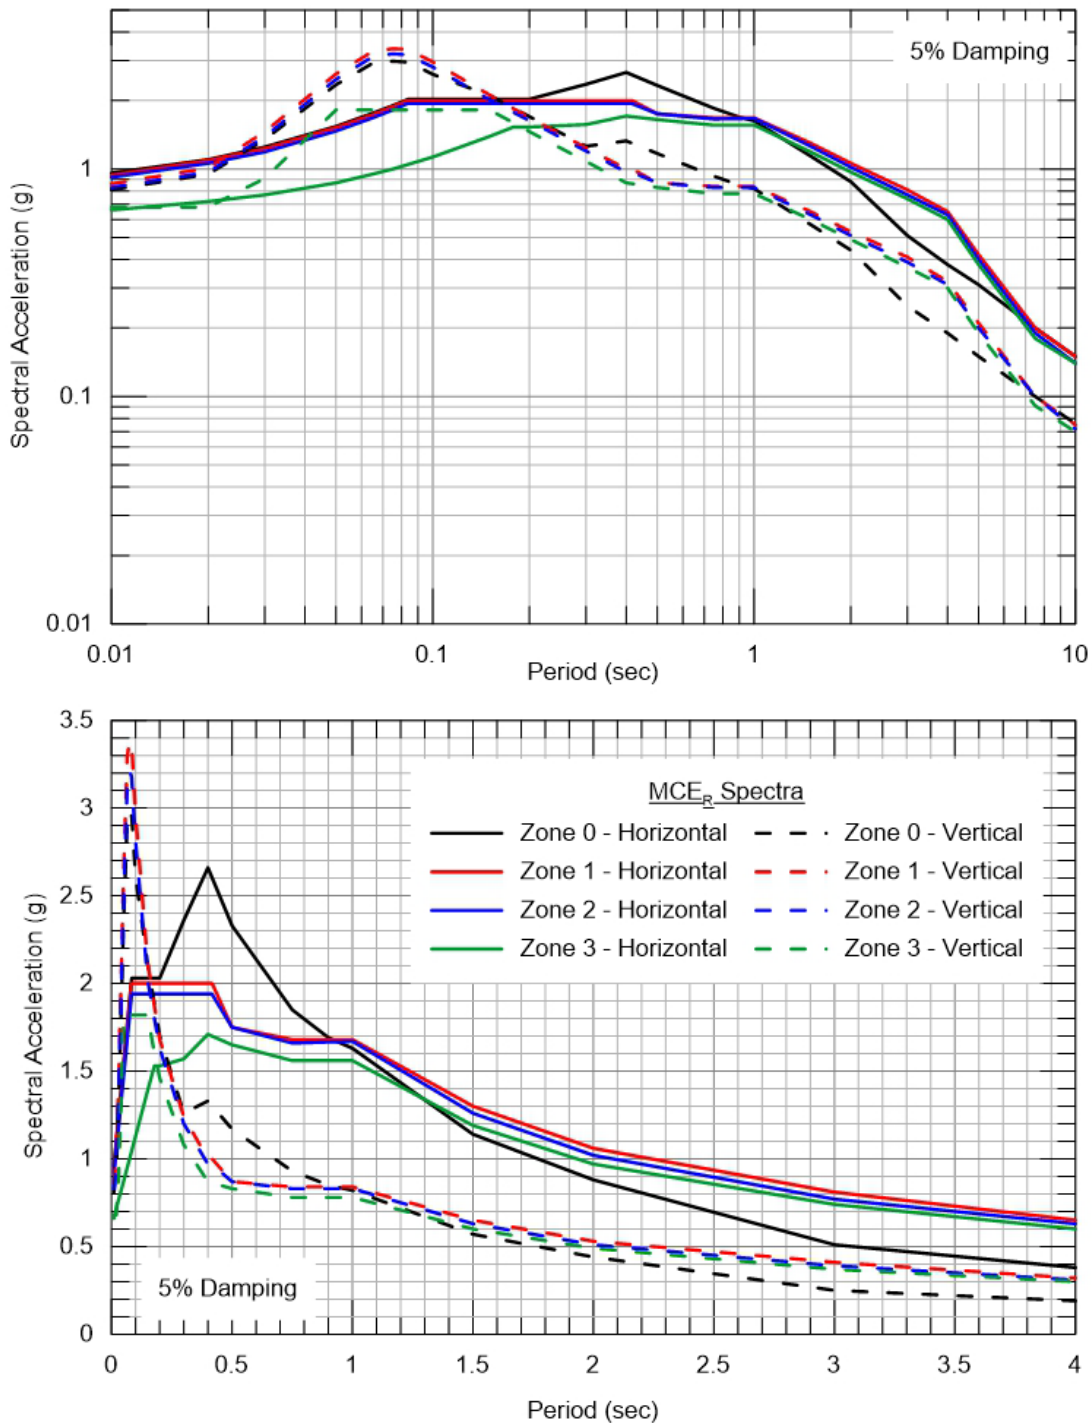 5% Damping
1
0.1
0.01
Spectral Acceleration (g)
0.01 0.1 1 10
Period (sec)
3.5
3
2.5
2
1.5
1
0.5
0
Spectral Acceleration (g)
MCER Spectra
Zone 0 - Horizontal Zone 0 - Vertical
Zone 1 - Horizontal Zone 1 - Vertical
Zone 2 - Horizontal Zone 2 - Vertical
Zone 3 - Horizontal Zone 3 - Vertical
5% Damping
0 0.5 1 1.5 2 2.5 3 3.5 4
Period (sec)